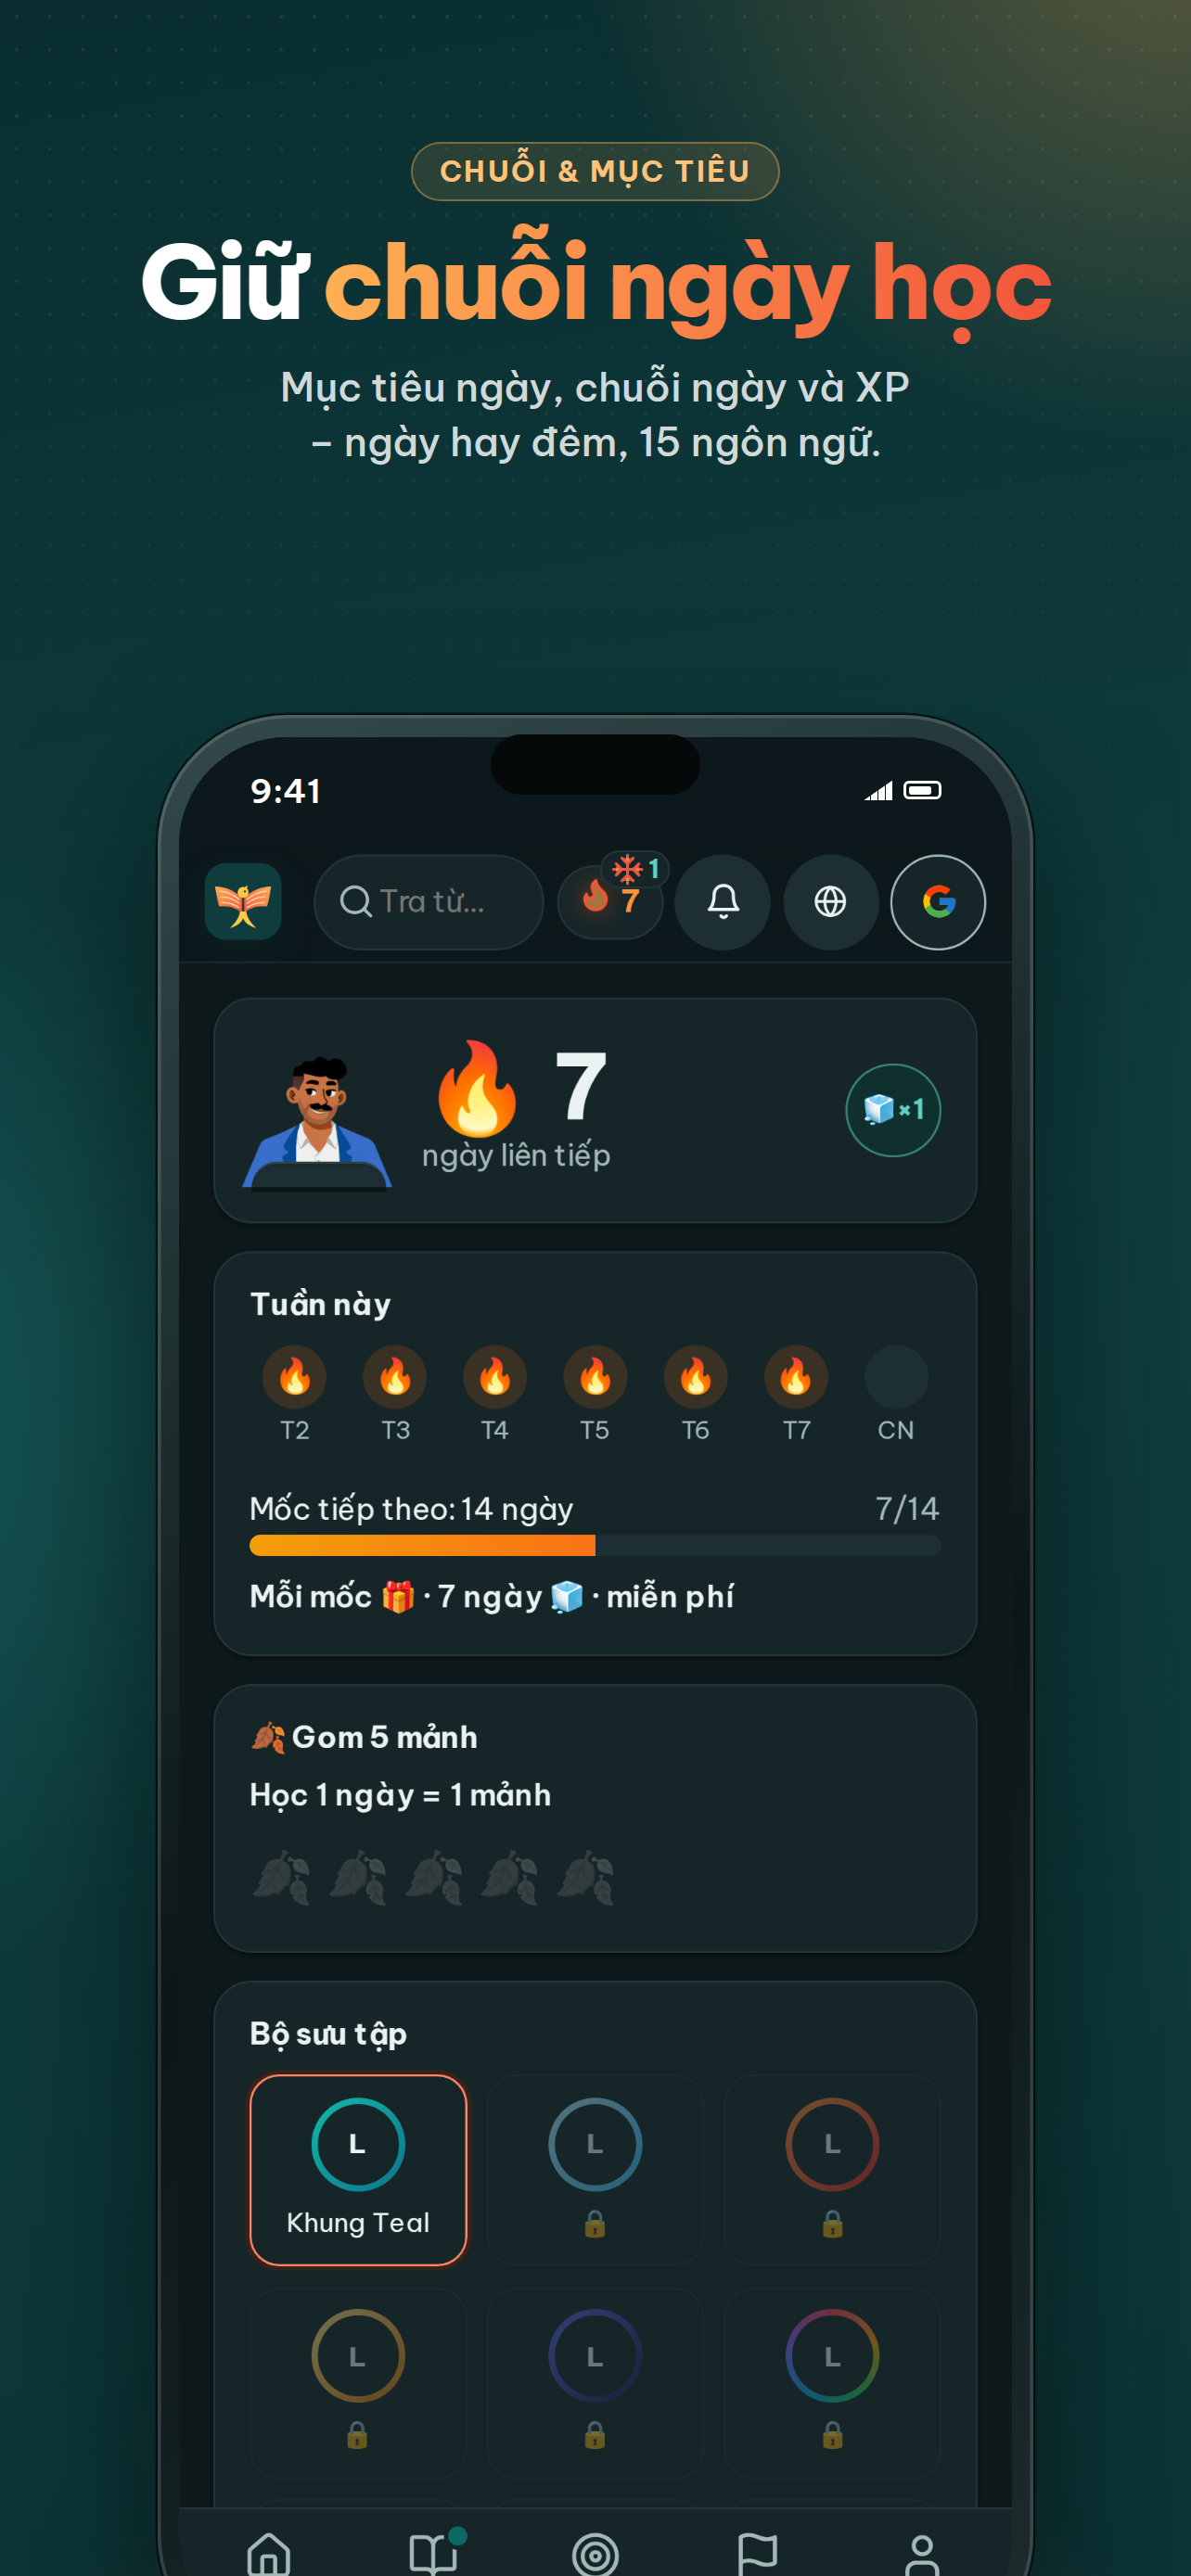 CHUỖI & MỤC TIÊU
Giữ chuỗi ngày học
Mục tiêu ngày, chuỗi ngày và XP
– ngày hay đêm, 15 ngôn ngữ.
9:41
Tra từ...
1
7
7
ngày liên tiếp
×1
Tuần này
T2 T3 T4 T5 T6 T7 CN
Mốc tiếp theo: 14 ngày 7/14
Mỗi mốc 🎁 · 7 ngày 🧊 · miễn phí
🍂 Gom 5 mảnh
Học 1 ngày = 1 mảnh
Bộ sưu tập
L L L
Khung Teal
L L L